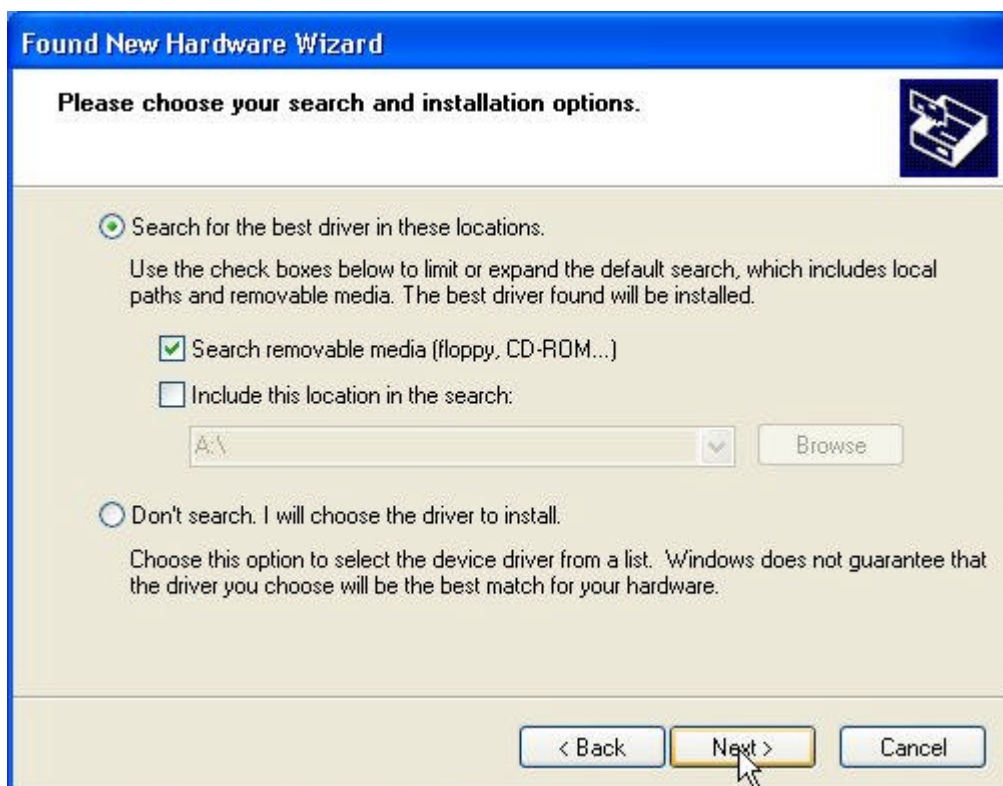 Found New Hardware Wizard
Please choose your search and installation options.
Search for the best driver in these locations.
Use the check boxes below to limit or expand the default search, which includes local
paths and removable media. The best driver found will be installed.
Search removable media (floppy, CD-ROM...)
Include this location in the search:
A:\
Browse
Don't search. I will choose the driver to install.
Choose this option to select the device driver from a list.  Windows does not guarantee that
the driver you choose will be the best match for your hardware.
< Back
Next >
Cancel